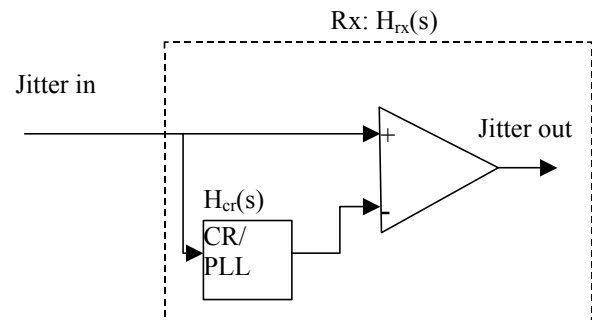 Rx: Hrx(s)
Jitter in
+
Jitter out
Hcr(s)
-
CR/
PLL